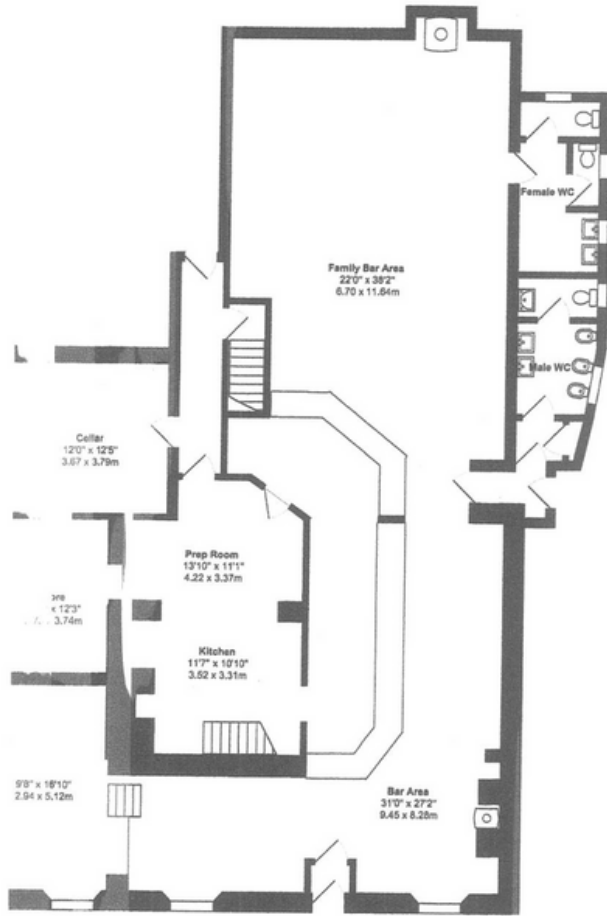 Female WC
Family Bar Area
22'0" x 38'2"
6.70 x 11.64m
Male WC
Cellar
12'0" x 12'5"
3.67 x 3.79m
Prep Room
13'10" x 11'1"
4.22 x 3.37m
x 12'3"
3.74m
Kitchen
11'7" x 10'10"
3.52 x 3.31m
9'8" x 16'10"
2.94 x 5.12m
Bar Area
31'0" x 27'2"
9.45 x 8.28m